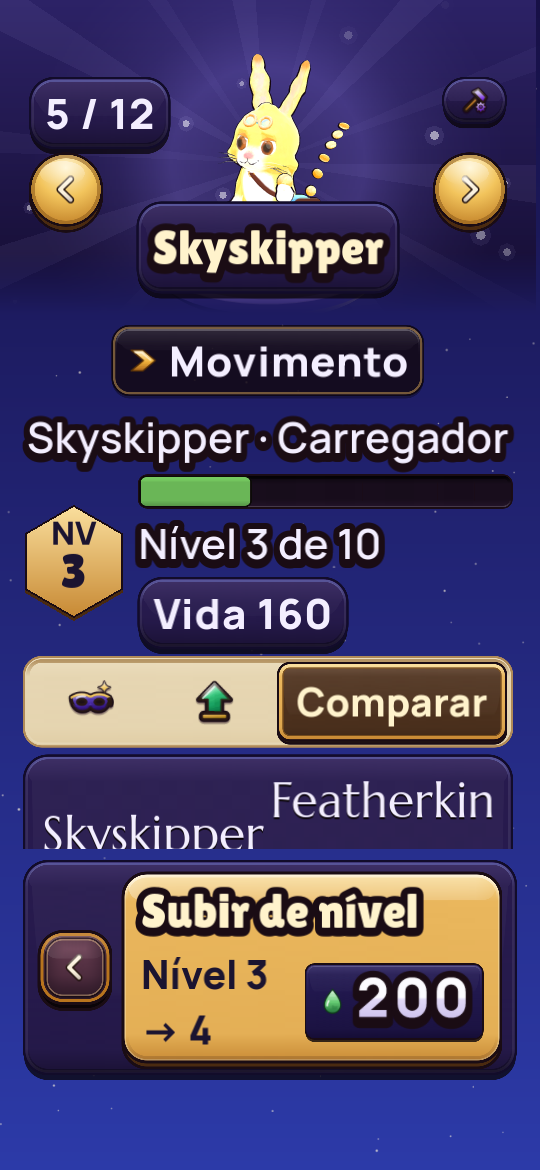 5 / 12
Skyskipper
Movimento
Skyskipper · Carregador
NV
3
Nível 3 de 10
Vida 160
Comparar
Featherkin
Skyskipper
Subir de nível
Nível 3
→ 4
200